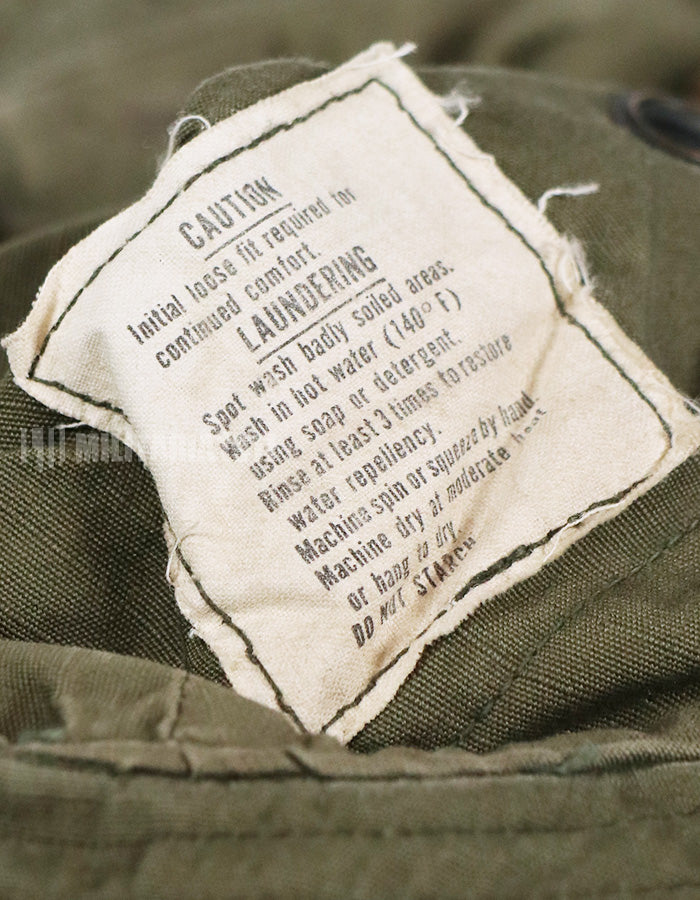 CAUTION
Initial loose fit required for
continued comfort.
LAUNDERING
Spot wash badly soiled areas.
Wash in hot water (140° F)
using soap or detergent.
Rinse at least 3 times to restore
water repellency.
Machine spin or squeeze by hand.
Machine dry at moderate heat
or hang to dry
DO NOT STARCH